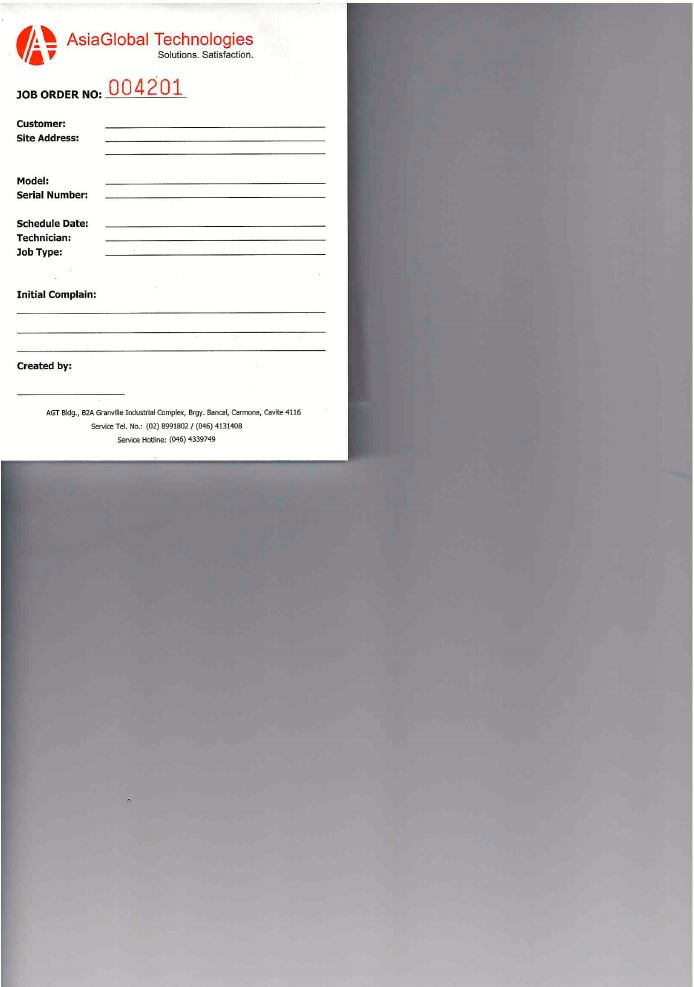 AsiaGlobal Technologies
Solutions. Satisfaction.
JOB ORDER NO: 004201
Customer:
Site Address:
Model:
Serial Number:
Schedule Date:
Technician:
Job Type:
Initial Complain:
Created by:
AGT Bldg., B2A Granville Industrial Complex, Brgy. Bancal, Carmona, Cavite 4116
Service Tel. No.: (02) 8991802 / (046) 4131408
Service Hotline: (046) 4339749